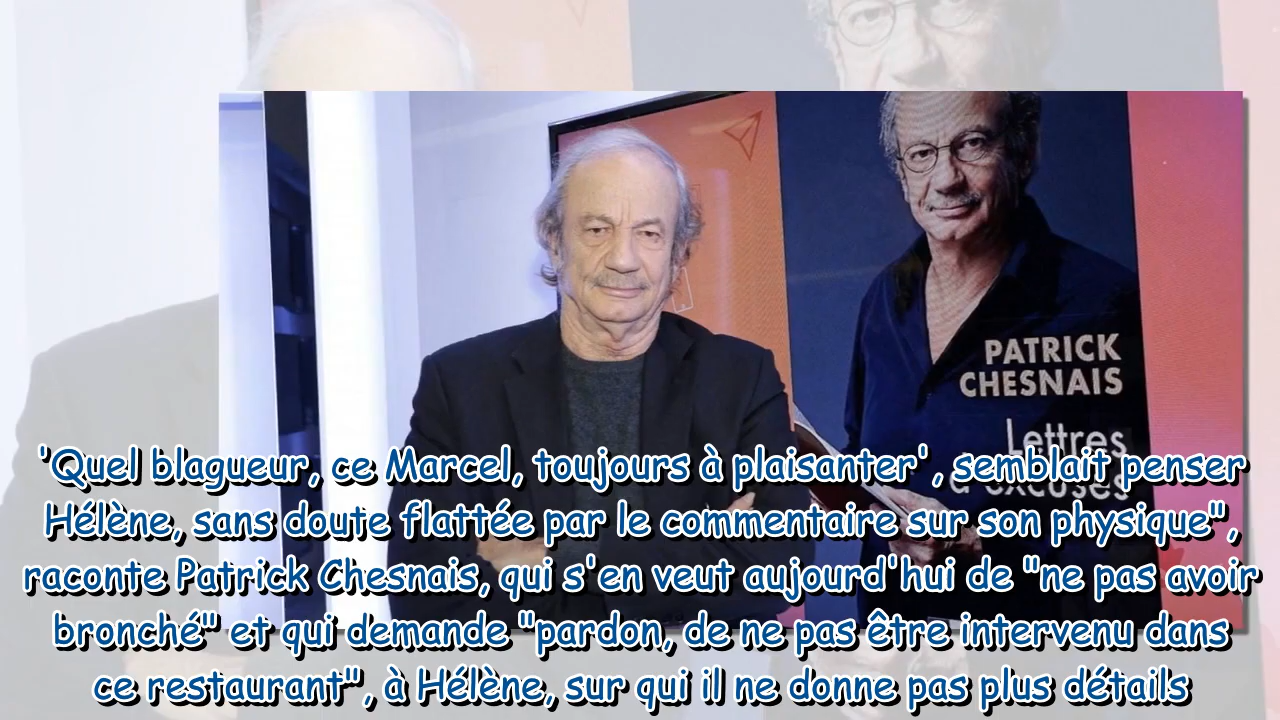 PATRICK
CHESNAIS
Lettres
d'excuses
'Quel blagueur, ce Marcel, toujours à plaisanter', semblait penser
Hélène, sans doute flattée par le commentaire sur son physique",
raconte Patrick Chesnais, qui s'en veut aujourd'hui de "ne pas avoir
bronché" et qui demande "pardon, de ne pas être intervenu dans
ce restaurant", à Hélène, sur qui il ne donne pas plus détails